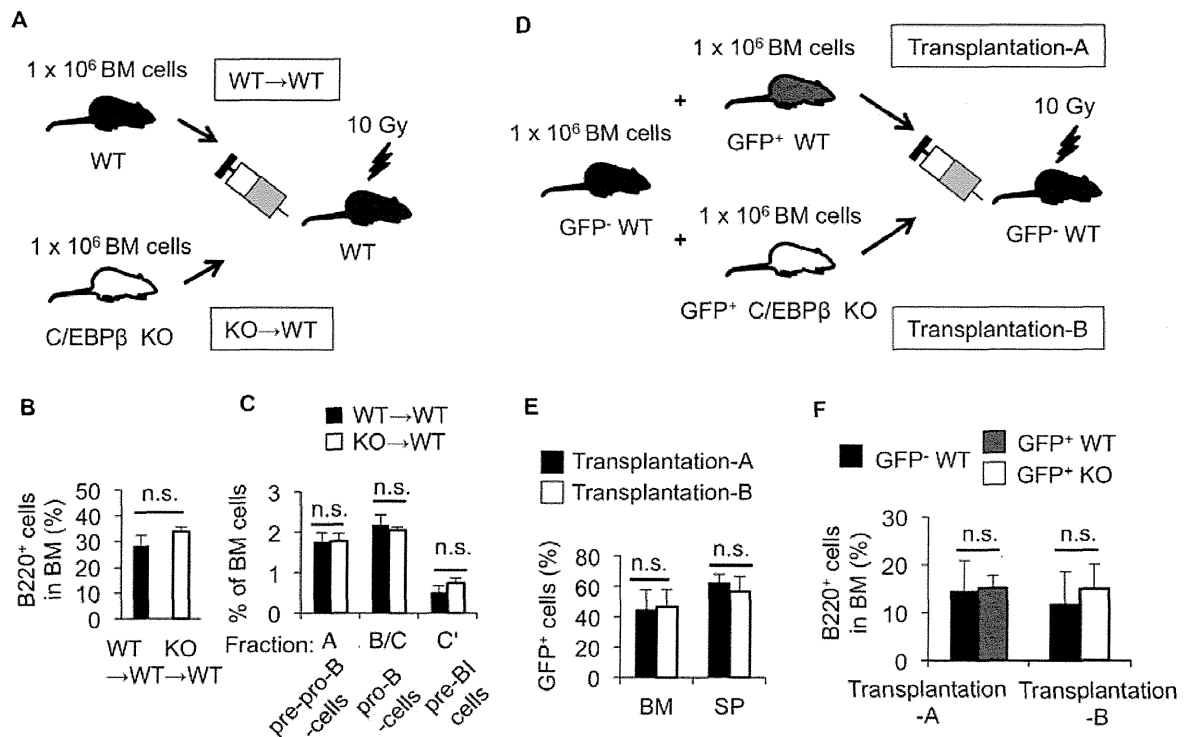 A
1 x 10⁶ BM cells
WT→WT
WT
10 Gy
WT
1 x 10⁶ BM cells
C/EBPβ KO
KO→WT
D
1 x 10⁶ BM cells
Transplantation-A
+
GFP⁺ WT
1 x 10⁶ BM cells
10 Gy
GFP⁻ WT
+
1 x 10⁶ BM cells
GFP⁻ WT
GFP⁺ C/EBPβ KO
Transplantation-B
B
B220⁺ cells
in BM (%)
50
40
30
20
10
0
n.s.
WT KO
→WT→WT
C
WT→WT
KO→WT
% of BM cells
3
2
1
0
n.s.
n.s.
n.s.
Fraction: A B/C C'
pre-pro-B
-cells
pro-B
-cells
pre-BI
cells
E
Transplantation-A
Transplantation-B
GFP⁺ cells (%)
80
60
40
20
0
n.s.
n.s.
BM SP
F
GFP⁻ WT
GFP⁺ WT
GFP⁺ KO
B220⁺ cells
in BM (%)
30
20
10
0
n.s.
n.s.
Transplantation
-A
Transplantation
-B